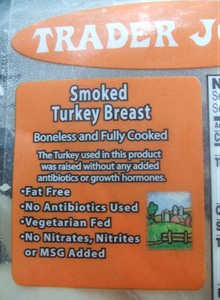 TRADER J
Smoked
Turkey Breast
Boneless and Fully Cooked
The Turkey used in this product
was raised without any added
antibiotics or growth hormones.
•Fat Free
•No Antibiotics Used
•Vegetarian Fed
•No Nitrates, Nitrites
or MSG Added